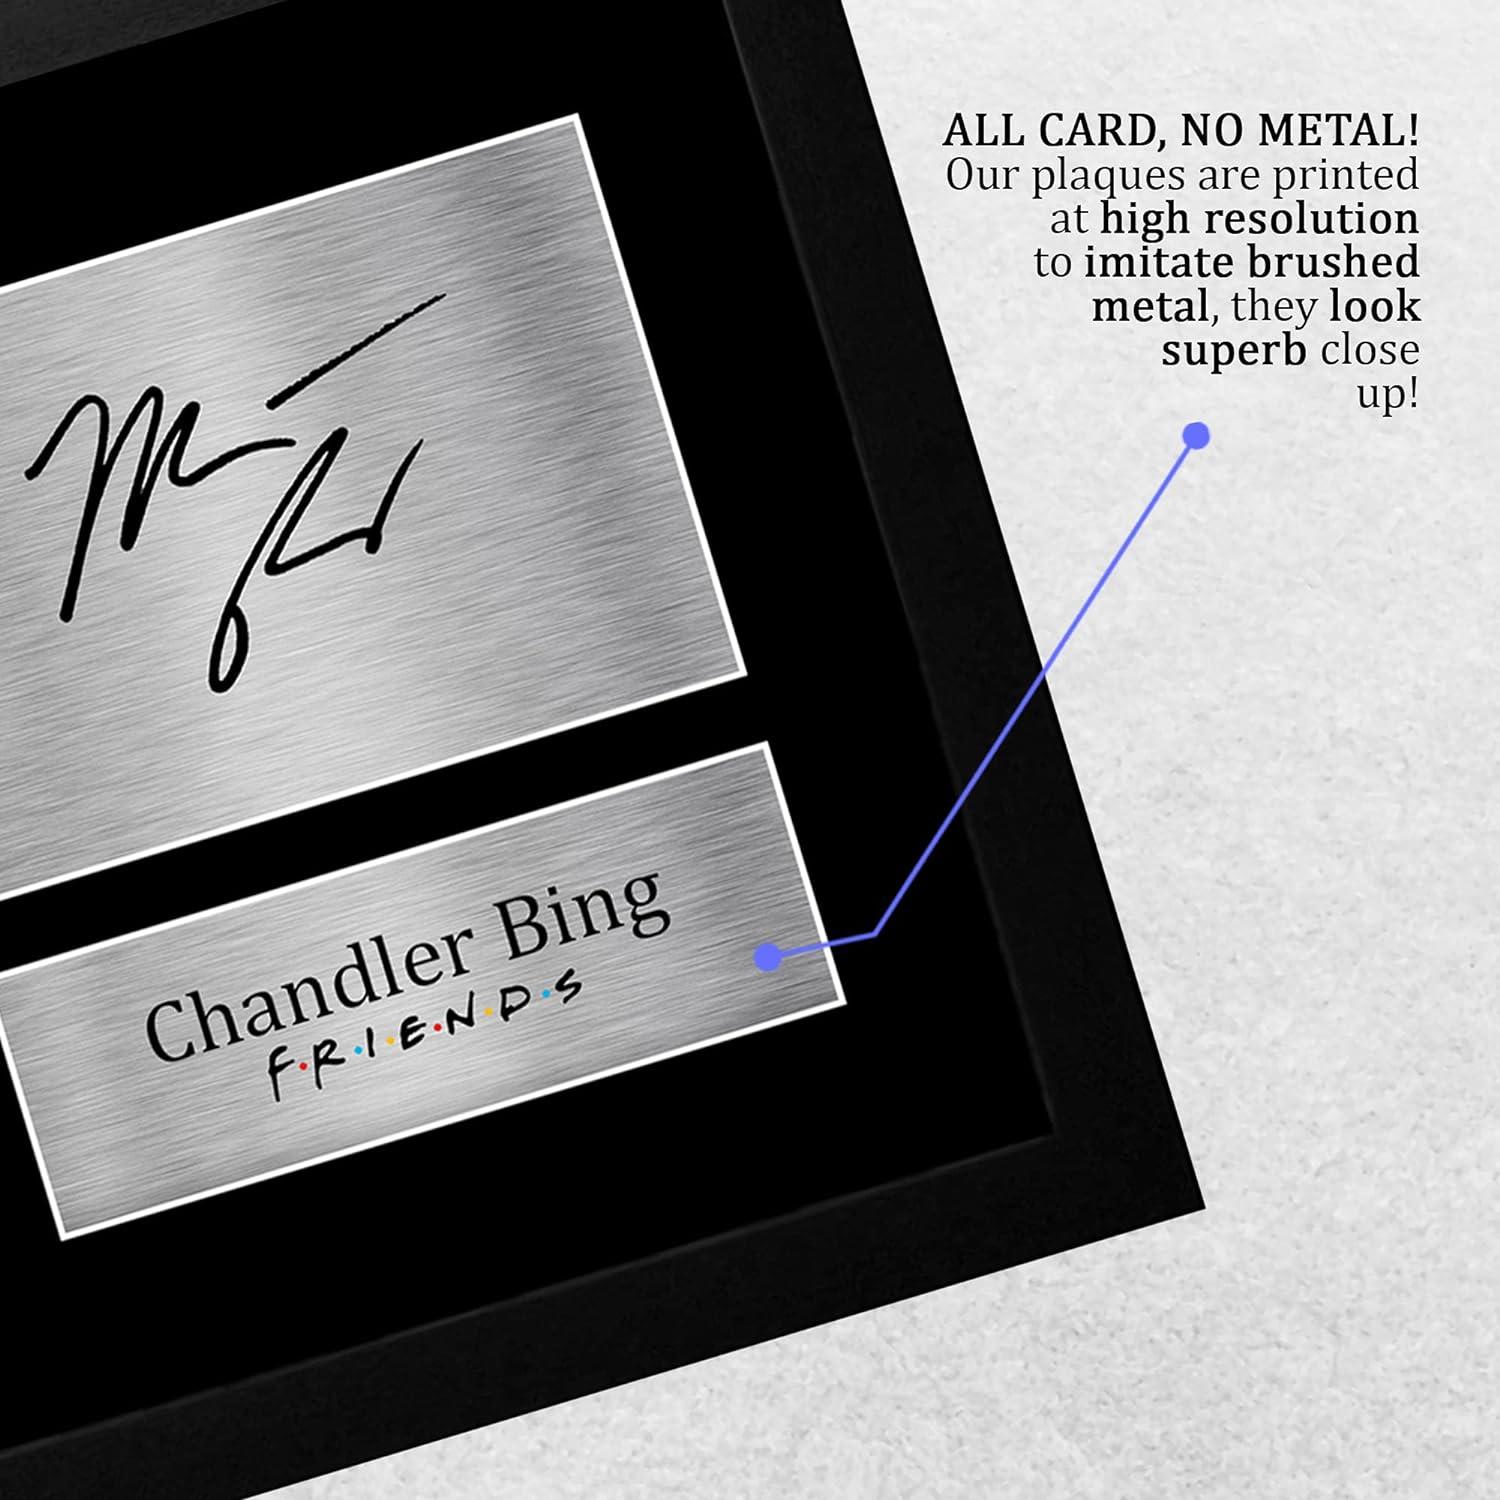 ALL CARD, NO METAL!
Our plaques are printed
at high resolution
to imitate brushed
metal, they look
superb close
up!
Chandler Bing
F·R·I·E·N·D·S